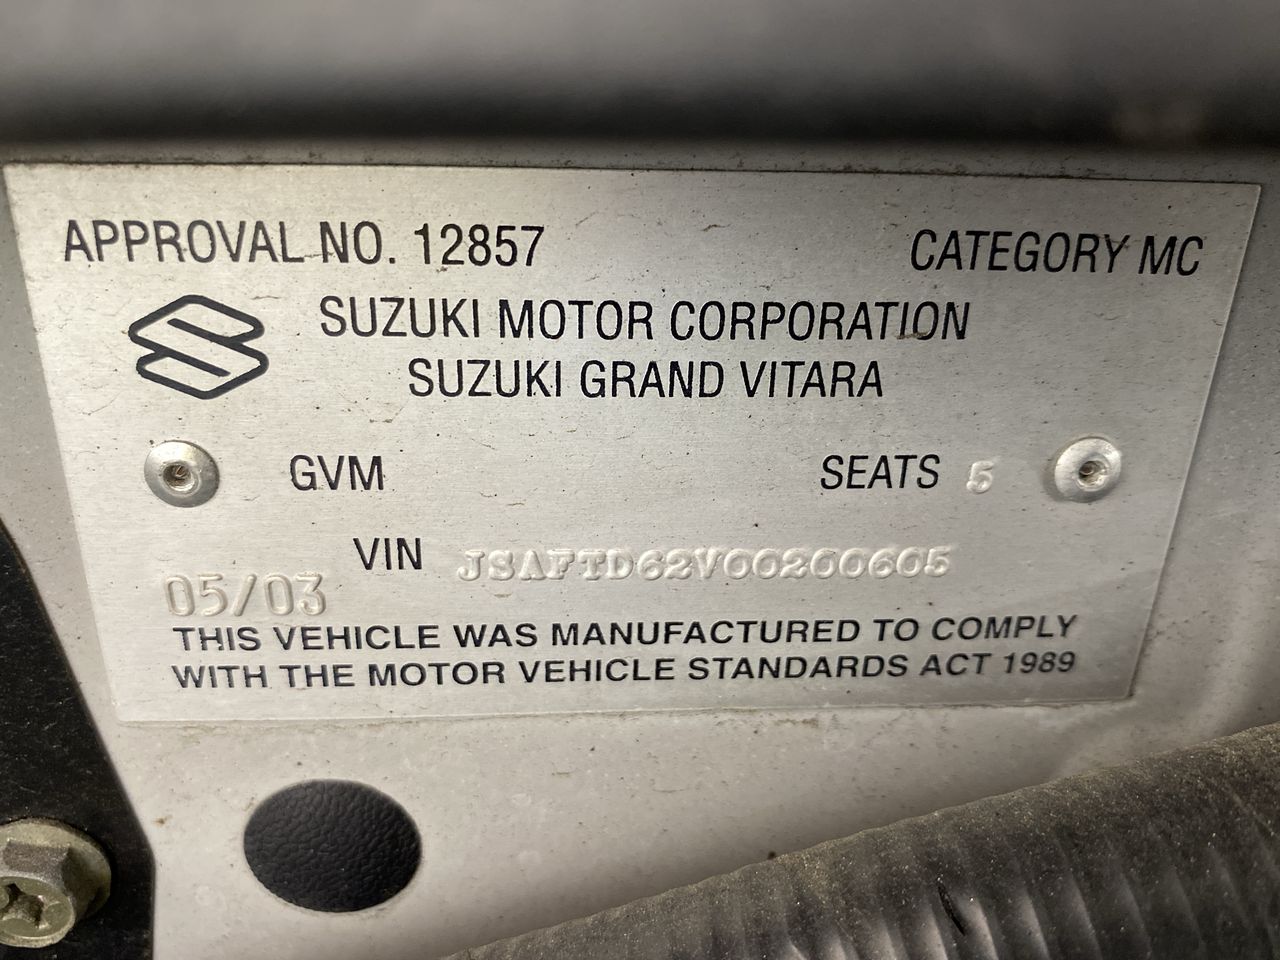 APPROVAL NO. 12857 CATEGORY MC
SUZUKI MOTOR CORPORATION
SUZUKI GRAND VITARA
GVM SEATS 5
VIN JSAFTD62V00200605
05/03
THIS VEHICLE WAS MANUFACTURED TO COMPLY
WITH THE MOTOR VEHICLE STANDARDS ACT 1989